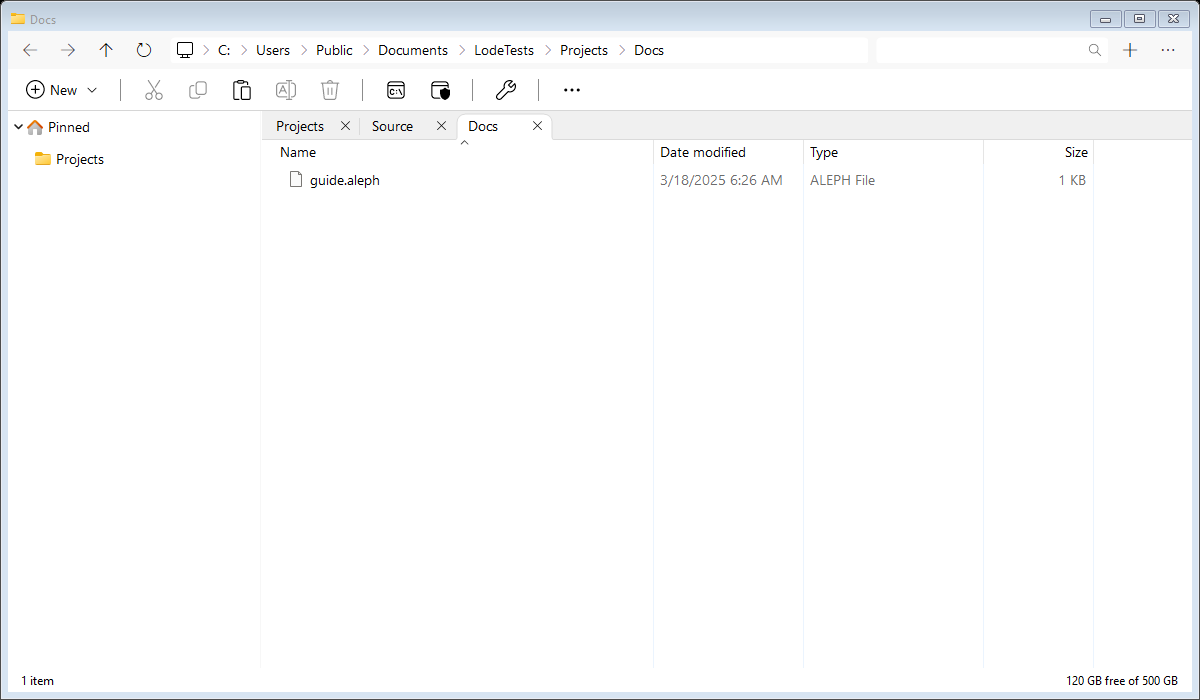 Docs
C: Users Public Documents LodeTests Projects Docs
New
Pinned
Projects
Projects Source Docs
Name Date modified Type Size
guide.aleph 3/18/2025 6:26 AM ALEPH File 1 KB
1 item 120 GB free of 500 GB